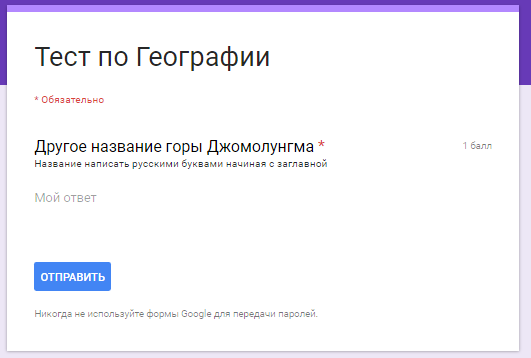 Тест по Географии
* Обязательно
Другое название горы Джомолунгма *
1 балл
Название написать русскими буквами начиная с заглавной
Мой ответ
ОТПРАВИТЬ
Никогда не используйте формы Google для передачи паролей.